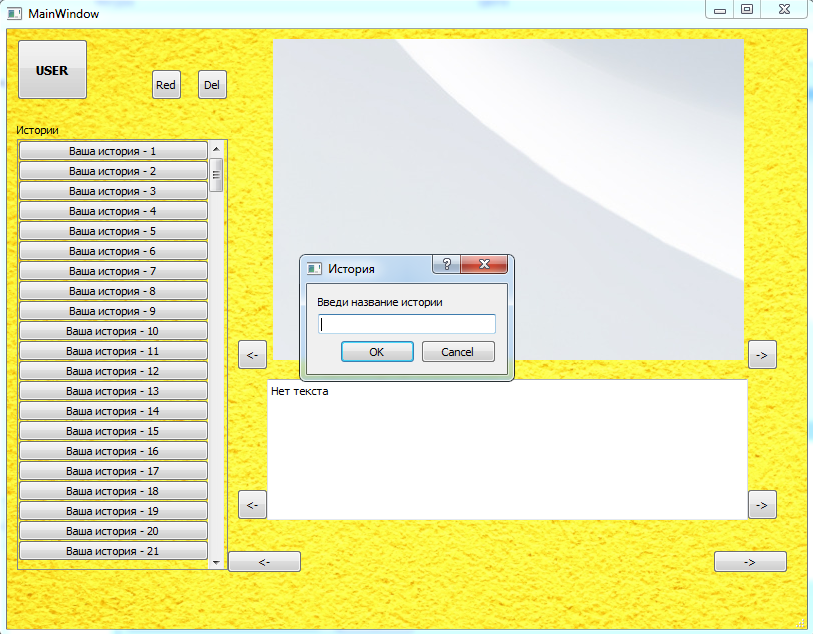 MainWindow
USER
Red
Del
Истории
Ваша история - 1
Ваша история - 2
Ваша история - 3
Ваша история - 4
Ваша история - 5
Ваша история - 6
Ваша история - 7
Ваша история - 8
Ваша история - 9
Ваша история - 10
Ваша история - 11
Ваша история - 12
Ваша история - 13
Ваша история - 14
Ваша история - 15
Ваша история - 16
Ваша история - 17
Ваша история - 18
Ваша история - 19
Ваша история - 20
Ваша история - 21
История
?
Введи название истории
OK
Cancel
<-
->
Нет текста
<-
->
<-
->